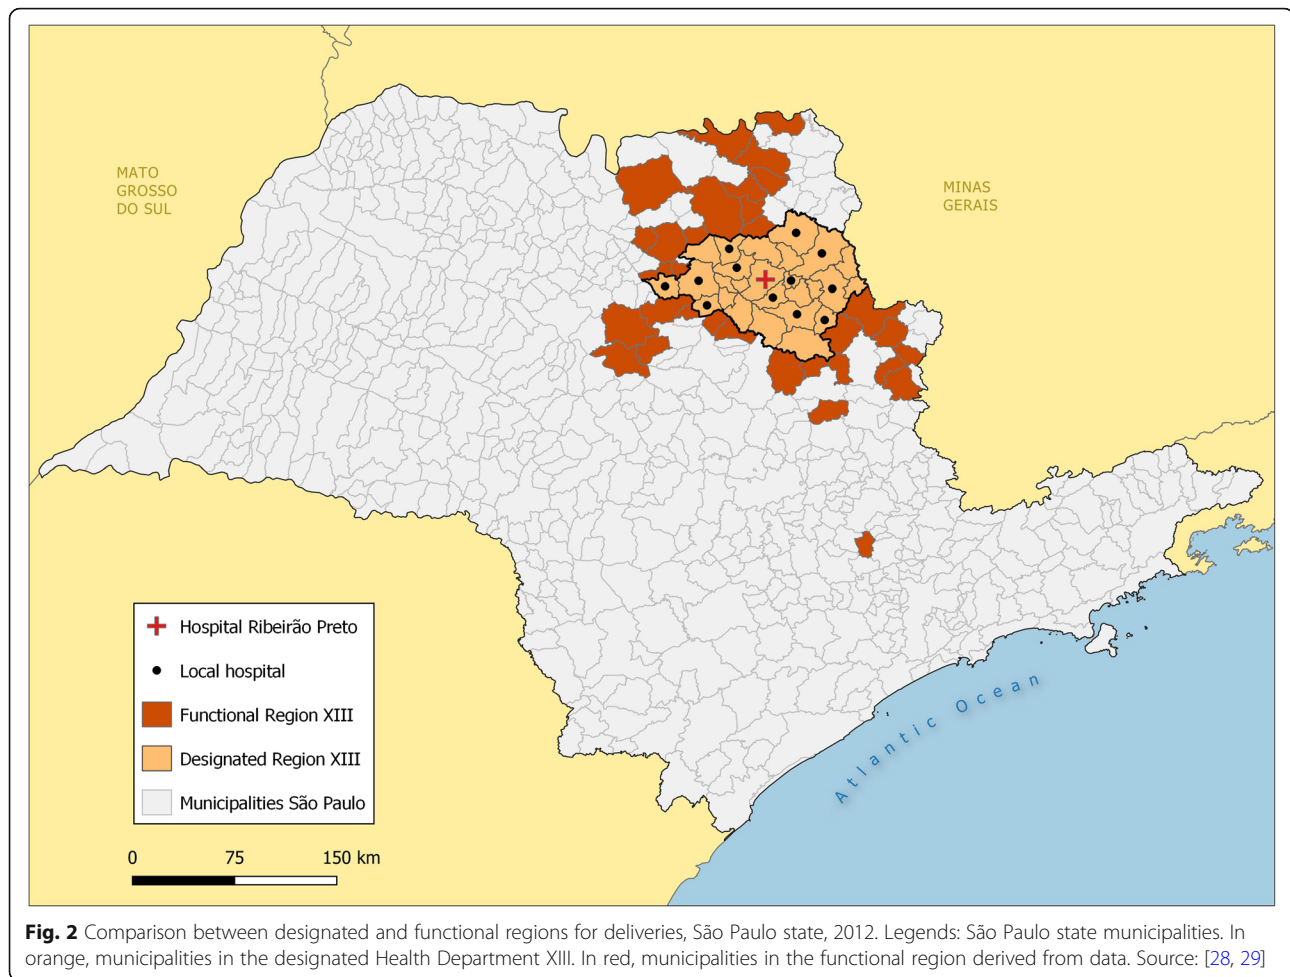 MATO
GROSSO
DO SUL
MINAS
GERAIS
Atlantic Ocean
Hospital Ribeirão Preto
Local hospital
Functional Region XIII
Designated Region XIII
Municipalities São Paulo
0 75 150 km
Fig. 2 Comparison between designated and functional regions for deliveries, São Paulo state, 2012. Legends: São Paulo state municipalities. In
orange, municipalities in the designated Health Department XIII. In red, municipalities in the functional region derived from data. Source: [28, 29]